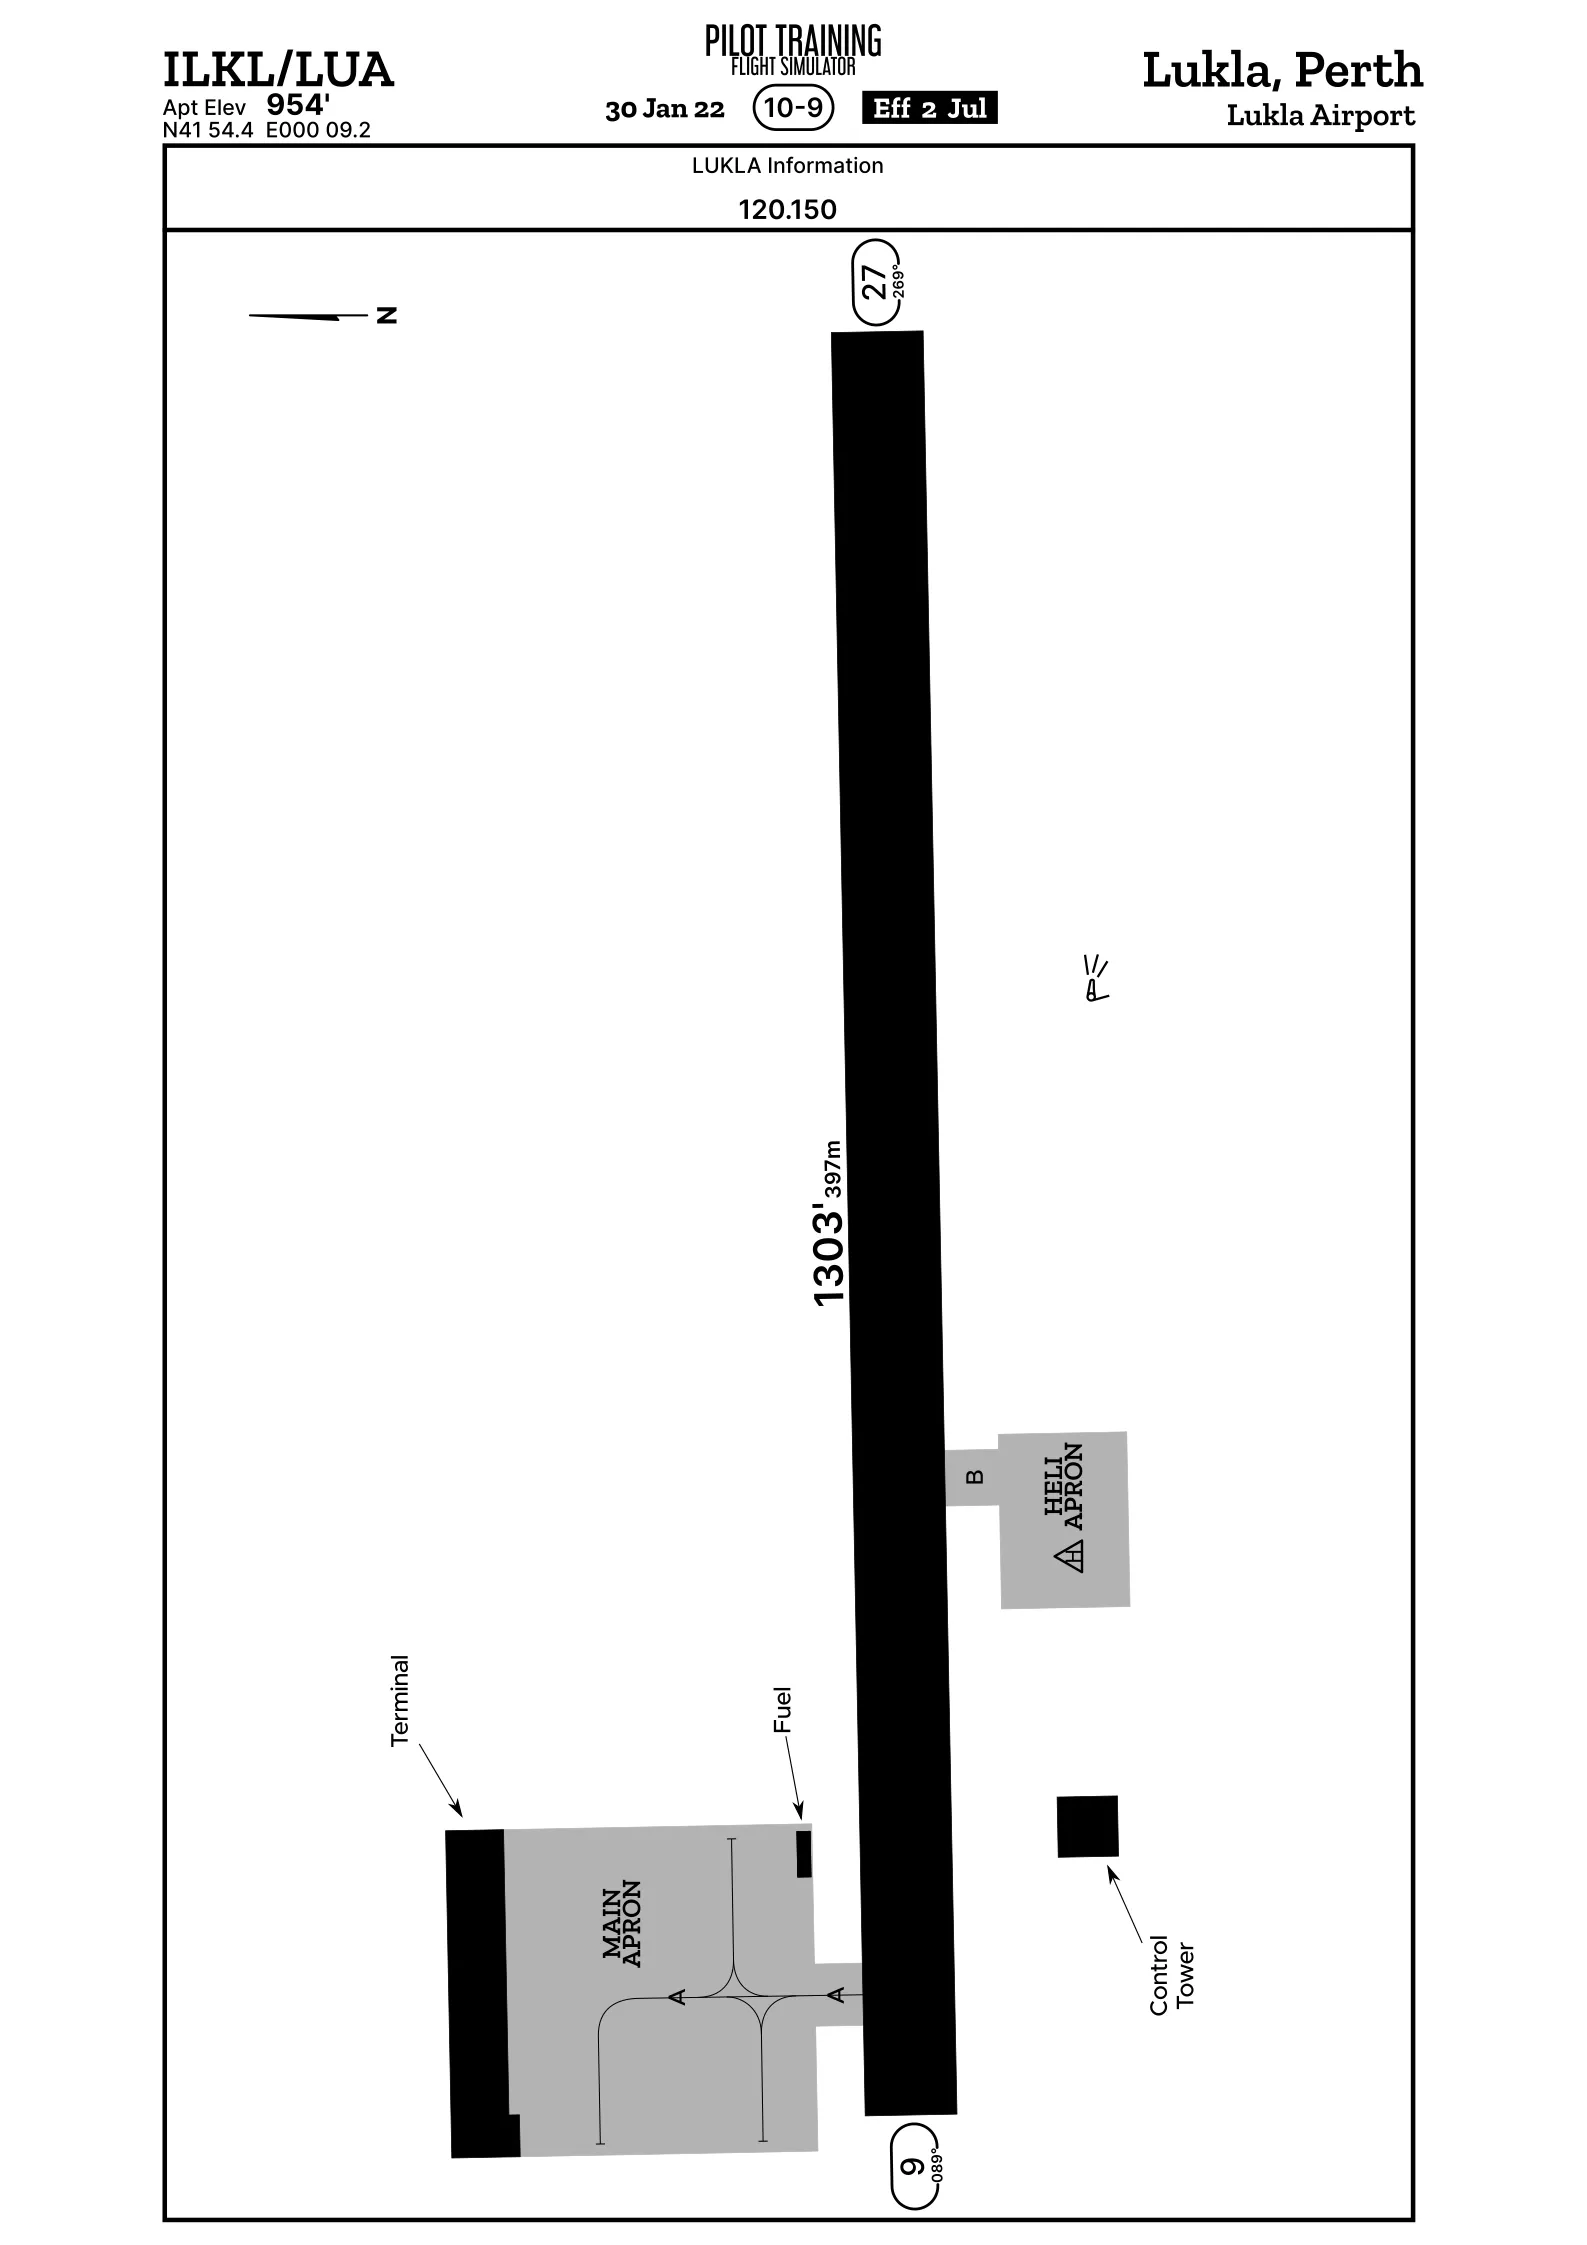 ILKL/LUA
Apt Elev 954'
N41 54.4 E000 09.2
PILOT TRAINING
FLIGHT SIMULATOR
30 Jan 22 10-9 Eff 2 Jul
Lukla, Perth
Lukla Airport
LUKLA Information
120.150
N
27
269°
1303' 397m
B
HELI
APRON
H
Terminal
Fuel
MAIN
APRON
A
A
Control
Tower
9
089°